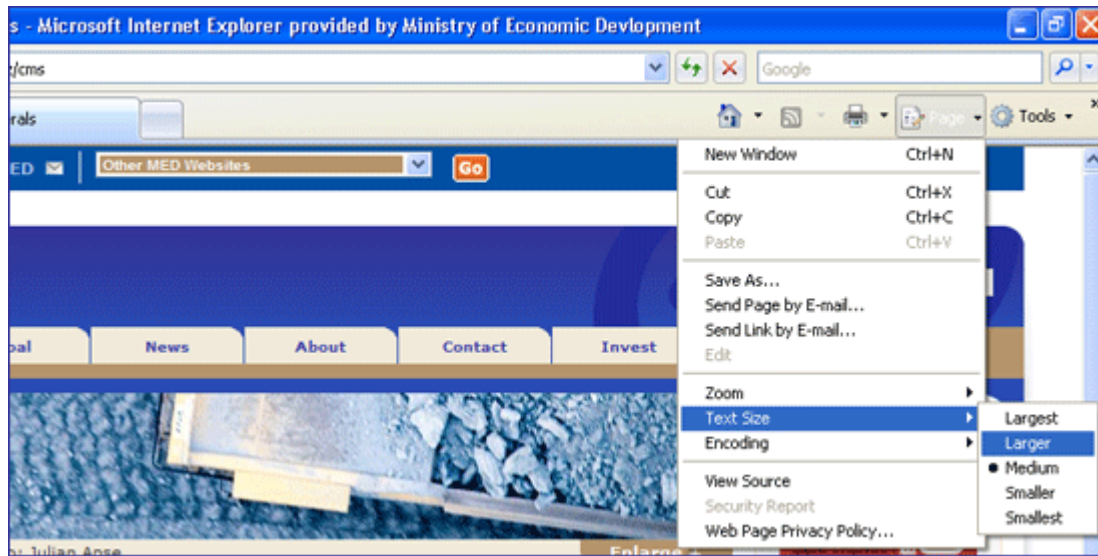 s - Microsoft Internet Explorer provided by Ministry of Economic Devlopment
:/cms
Google
rals
Page
Tools
ED
Other MED Websites
Go
New Window Ctrl+N
Cut Ctrl+X
Copy Ctrl+C
Paste Ctrl+V
Save As...
Send Page by E-mail...
Send Link by E-mail...
Edit
Zoom
Text Size
Encoding
View Source
Security Report
Web Page Privacy Policy...
Largest
Larger
Medium
Smaller
Smallest
bal News About Contact Invest
o: Julian Apse
Enlarge +